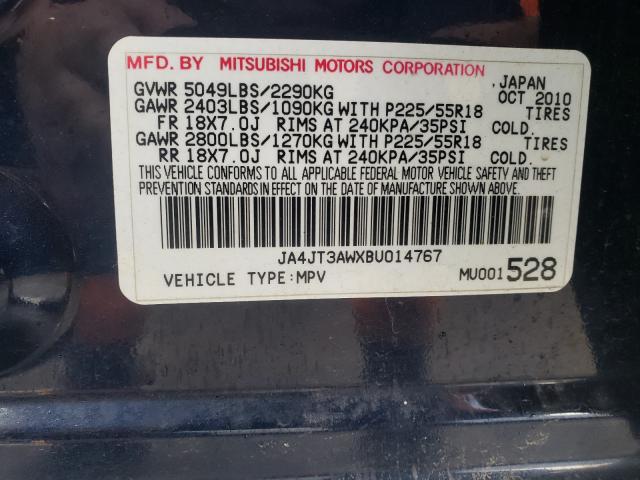 MFD. BY MITSUBISHI MOTORS CORPORATION
GVWR 5049LBS/2290KG JAPAN OCT 2010
GAWR 2403LBS/1090KG WITH P225/55R18 TIRES
FR 18X7.0J RIMS AT 240KPA/35PSI COLD.
GAWR 2800LBS/1270KG WITH P225/55R18 TIRES
RR 18X7.0J RIMS AT 240KPA/35PSI COLD.
THIS VEHICLE CONFORMS TO ALL APPLICABLE FEDERAL MOTOR VEHICLE SAFETY AND THEFT
PREVENTION STANDARDS IN EFFECT ON THE DATE OF MANUFACTURE SHOWN ABOVE.
JA4JT3AWXBU014767
VEHICLE TYPE:MPV MU001528